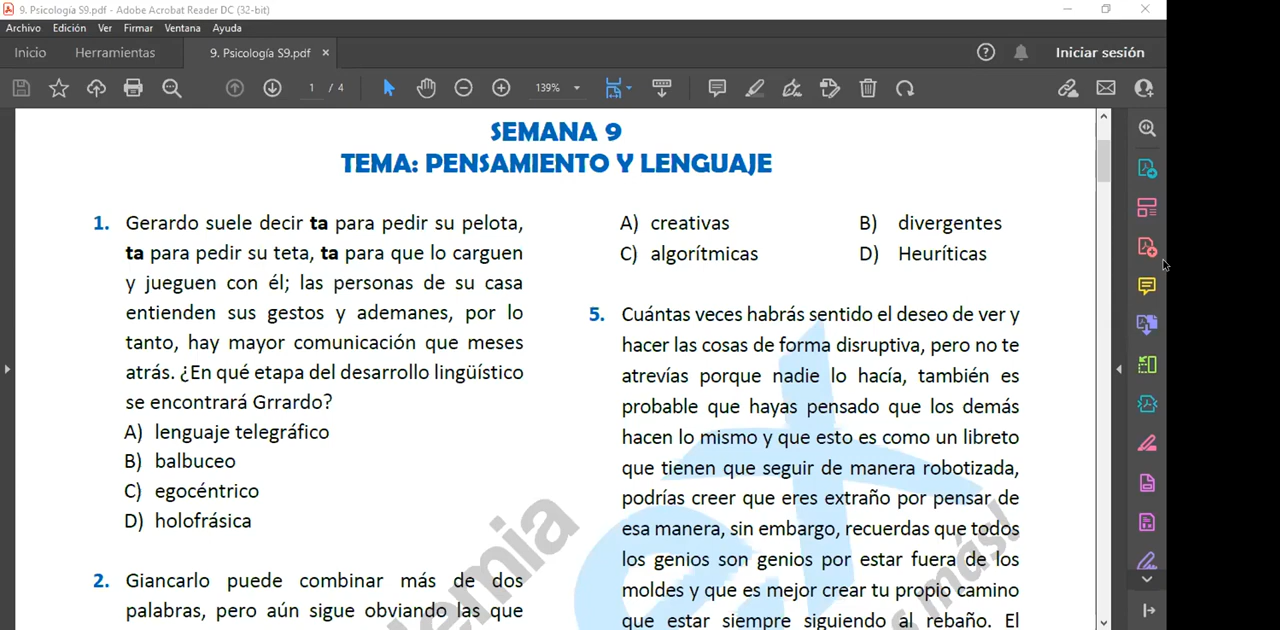 9. Psicología S9.pdf - Adobe Acrobat Reader DC (32-bit)
Archivo Edición Ver Firmar Ventana Ayuda
Inicio Herramientas 9. Psicología S9.pdf × Iniciar sesión
1 / 4 139%
SEMANA 9
TEMA: PENSAMIENTO Y LENGUAJE
1. Gerardo suele decir ta para pedir su pelota,
ta para pedir su teta, ta para que lo carguen
y jueguen con él; las personas de su casa
entienden sus gestos y ademanes, por lo
tanto, hay mayor comunicación que meses
atrás. ¿En qué etapa del desarrollo lingüístico
se encontrará Grrardo?
A) lenguaje telegráfico
B) balbuceo
C) egocéntrico
D) holofrásica
2. Giancarlo puede combinar más de dos
palabras, pero aún sigue obviando las que
A) creativas B) divergentes
C) algorítmicas D) Heuríticas
5. Cuántas veces habrás sentido el deseo de ver y
hacer las cosas de forma disruptiva, pero no te
atrevías porque nadie lo hacía, también es
probable que hayas pensado que los demás
hacen lo mismo y que esto es como un libreto
que tienen que seguir de manera robotizada,
podrías creer que eres extraño por pensar de
esa manera, sin embargo, recuerdas que todos
los genios son genios por estar fuera de los
moldes y que es mejor crear tu propio camino
que estar siempre siguiendo al rebaño. El